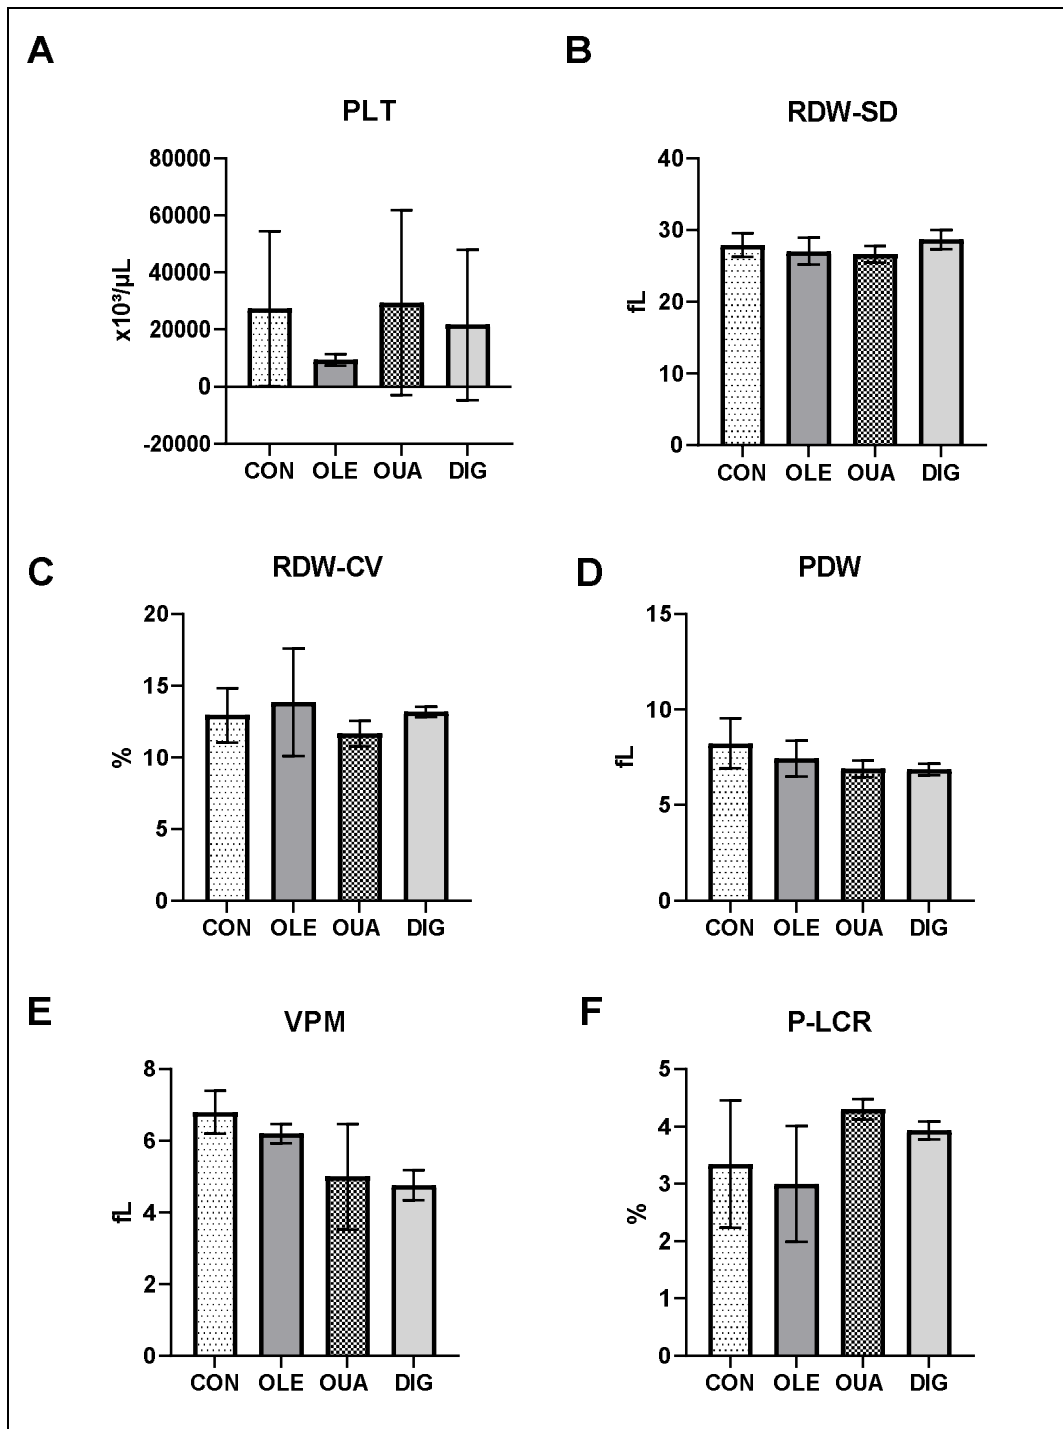 A
PLT
80000
60000
40000
20000
0
-20000
x10³/µL
CON OLE OUA DIG
B
RDW-SD
40
30
20
10
0
fL
CON OLE OUA DIG
C
RDW-CV
20
15
10
5
0
%
CON OLE OUA DIG
D
PDW
15
10
5
0
fL
CON OLE OUA DIG
E
VPM
8
6
4
2
0
fL
CON OLE OUA DIG
F
P-LCR
5
4
3
2
1
0
%
CON OLE OUA DIG